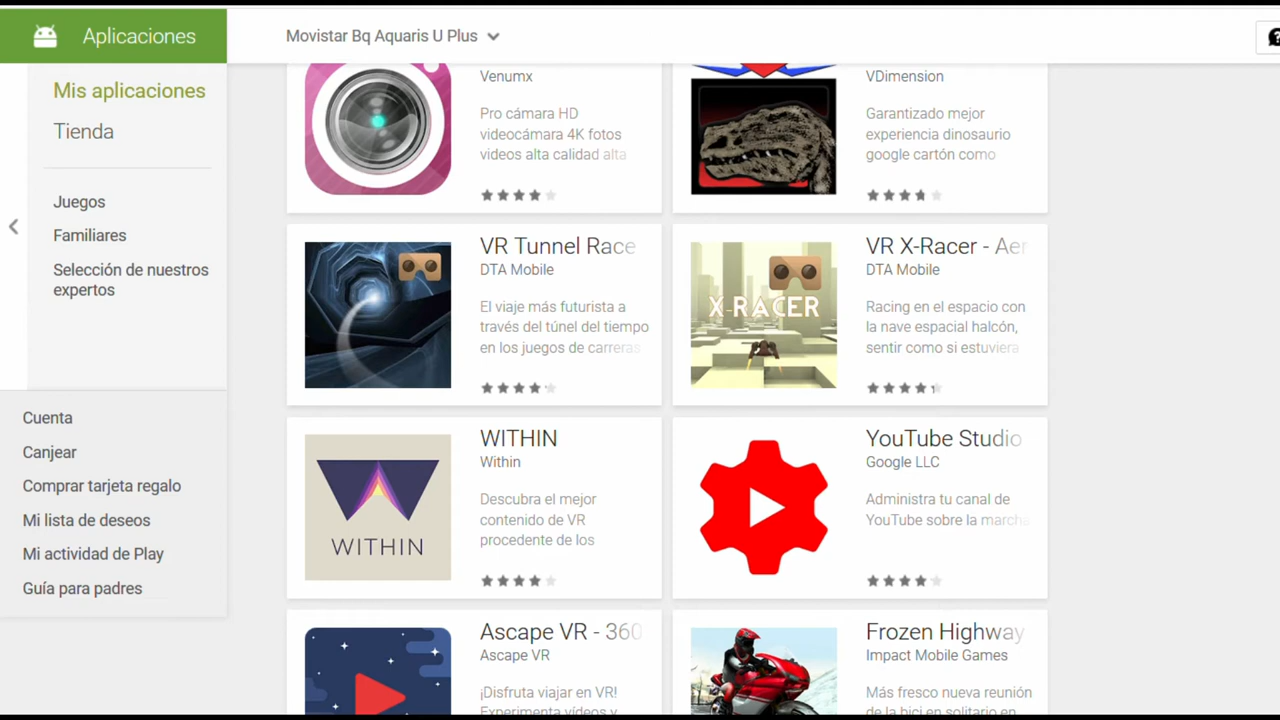 Aplicaciones
Movistar Bq Aquaris U Plus
Mis aplicaciones
Tienda
Juegos
Familiares
Selección de nuestros
expertos
Cuenta
Canjear
Comprar tarjeta regalo
Mi lista de deseos
Mi actividad de Play
Guía para padres
Venumx
Pro cámara HD
videocámara 4K fotos
videos alta calidad alta
VDimension
Garantizado mejor
experiencia dinosaurio
google cartón como
VR Tunnel Race
DTA Mobile
El viaje más futurista a
través del túnel del tiempo
en los juegos de carreras
X-RACER
VR X-Racer - Aer
DTA Mobile
Racing en el espacio con
la nave espacial halcón,
sentir como si estuviera
WITHIN
WITHIN
Within
Descubra el mejor
contenido de VR
procedente de los
YouTube Studio
Google LLC
Administra tu canal de
YouTube sobre la marcha
Ascape VR - 360
Ascape VR
¡Disfruta viajar en VR!
Experimenta vídeos y
Frozen Highway
Impact Mobile Games
Más fresco nueva reunión
de la bici en solitario en